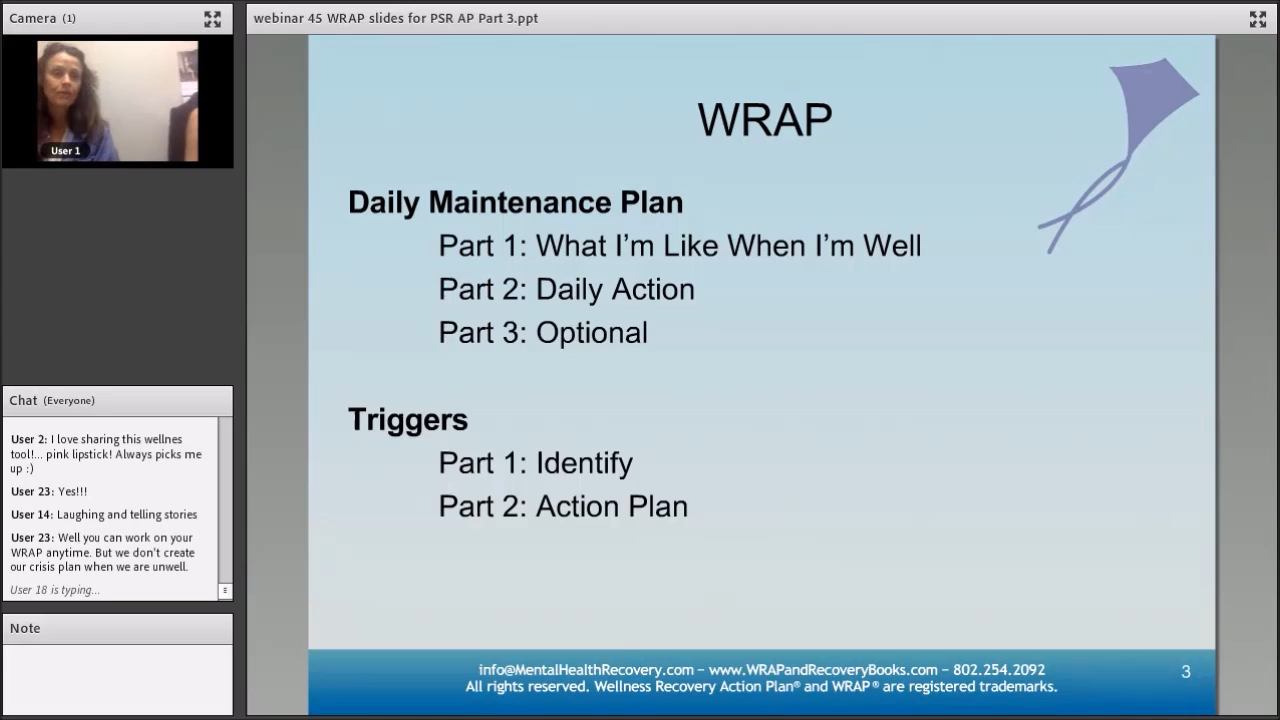 Camera (1)
webinar 45 WRAP slides for PSR AP Part 3.ppt
User 1
WRAP
Daily Maintenance Plan
Part 1: What I’m Like When I’m Well
Part 2: Daily Action
Part 3: Optional
Triggers
Part 1: Identify
Part 2: Action Plan
info@MentalHealthRecovery.com – www.WRAPandRecoveryBooks.com – 802.254.2092
All rights reserved. Wellness Recovery Action Plan® and WRAP® are registered trademarks.
3
Chat (Everyone)
User 2: I love sharing this wellnes
tool!... pink lipstick! Always picks me
up :)
User 23: Yes!!!
User 14: Laughing and telling stories
User 23: Well you can work on your
WRAP anytime. But we don't create
our crisis plan when we are unwell.
User 18 is typing...
Note